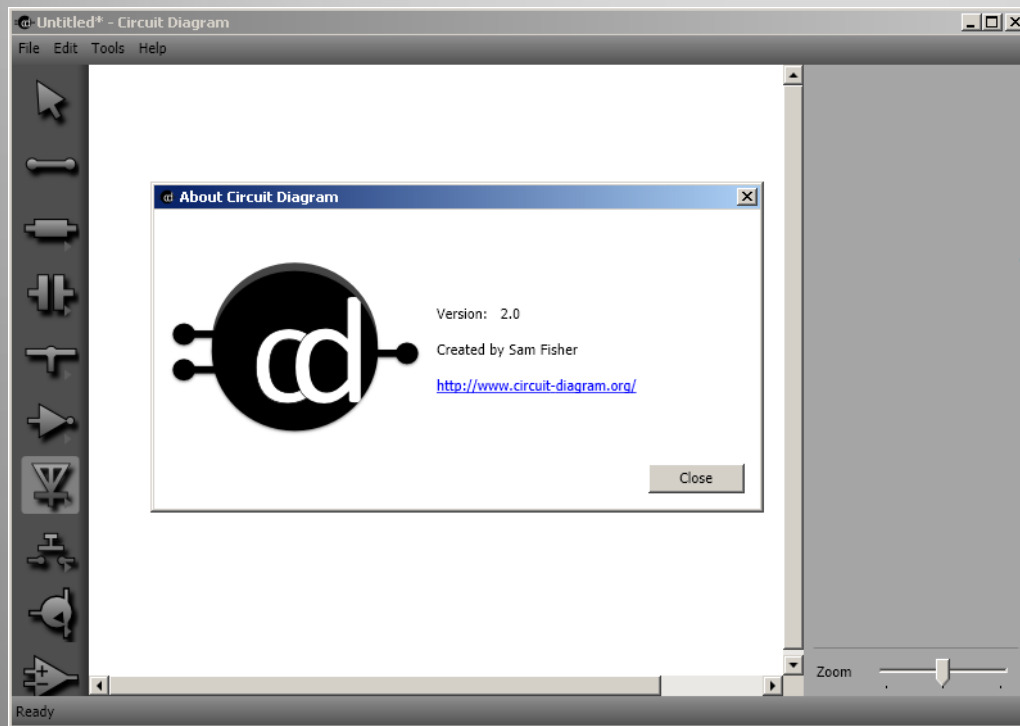 Untitled* - Circuit Diagram
File Edit Tools Help
cd About Circuit Diagram
cd
Version: 2.0
Created by Sam Fisher
http://www.circuit-diagram.org/
Close
Zoom
Ready